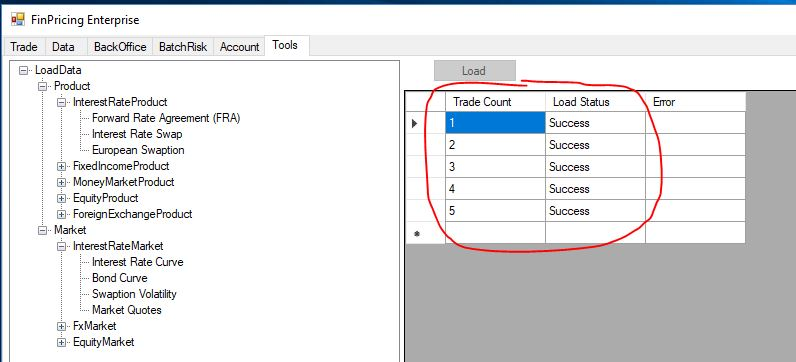 FinPricing Enterprise
Trade Data BackOffice BatchRisk Account Tools
LoadData
Product
InterestRateProduct
Forward Rate Agreement (FRA)
Interest Rate Swap
European Swaption
FixedIncomeProduct
MoneyMarketProduct
EquityProduct
ForeignExchangeProduct
Market
InterestRateMarket
Interest Rate Curve
Bond Curve
Swaption Volatility
Market Quotes
FxMarket
EquityMarket
Load
Trade Count Load Status Error
1 Success
2 Success
3 Success
4 Success
5 Success